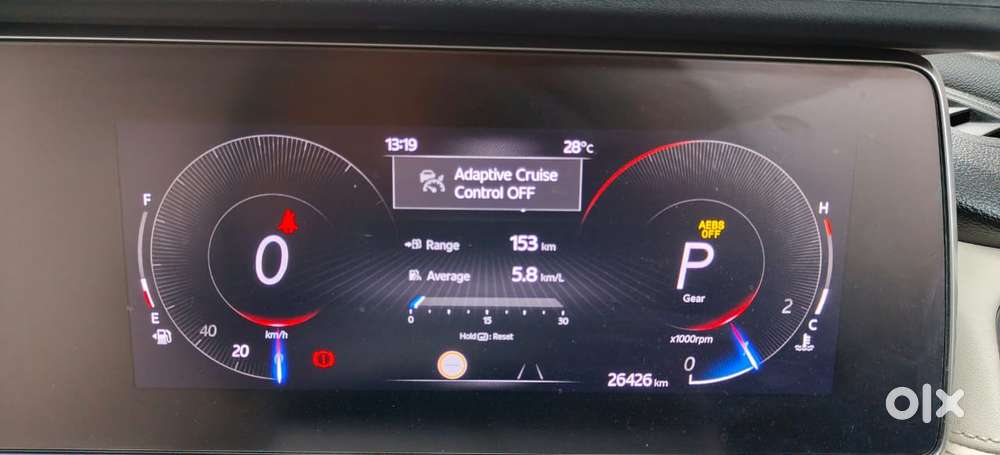 13:19
28°C
Adaptive Cruise
Control OFF
F
H
AEBS
OFF
0
P
Gear
Range 153 km
Average 5.8 km/L
0 15 30
Hold : Reset
E
C
40
20
0
km/h
x1000rpm
2
0
26426 km
olx